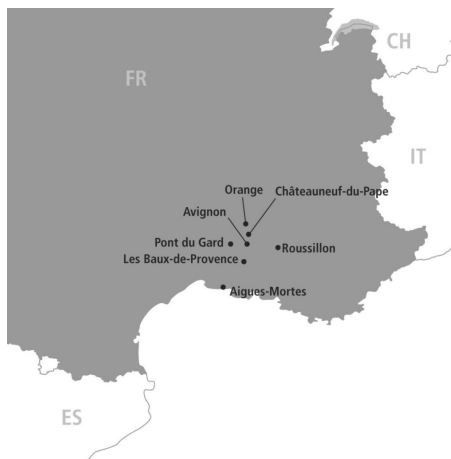 CH
FR
IT
Orange
Châteauneuf-du-Pape
Avignon
Pont du Gard
Roussillon
Les Baux-de-Provence
Aigues-Mortes
ES